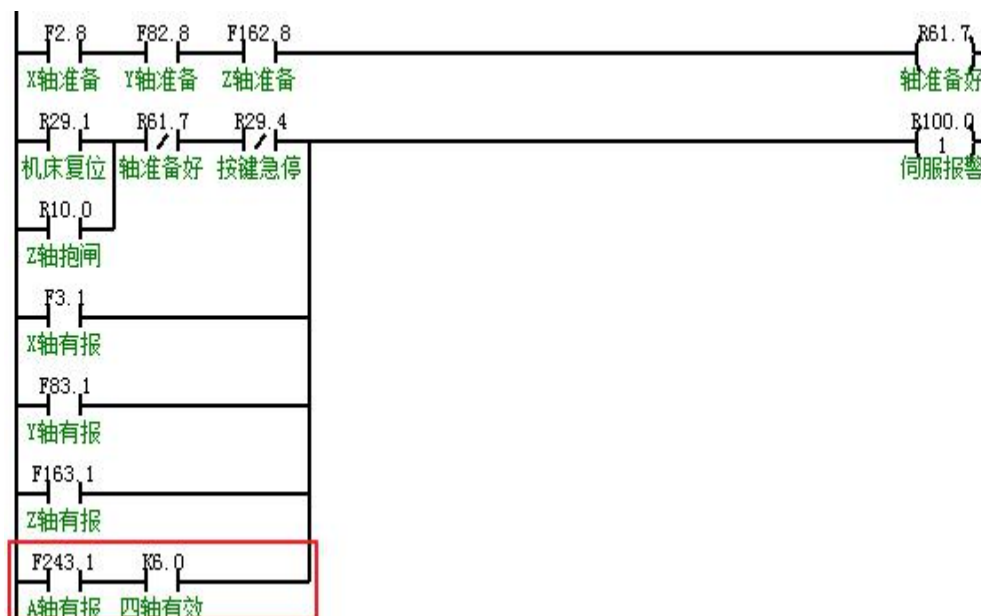 F2.8 F82.8 F162.8 R61.7
X轴准备 Y轴准备 Z轴准备 轴准备好
R29.1 R61.7 R29.4 R100.0
1
机床复位 轴准备好 按键急停 伺服报警
R10.0
Z轴抱闸
F3.1
X轴有报
F83.1
Y轴有报
F163.1
Z轴有报
F243.1 K6.0
A轴有报 四轴有效